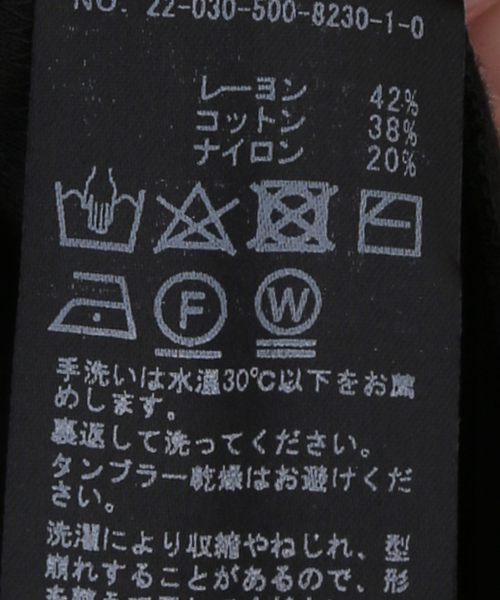 NO. 22-030-500-8230-1-0
レーヨン 42%
コットン 38%
ナイロン 20%
F W
手洗いは水温30℃以下をお薦
めします。
裏返して洗ってください。
タンブラー乾燥はお避けくだ
さい。
洗濯により収縮やねじれ、型
崩れすることがあるので、形